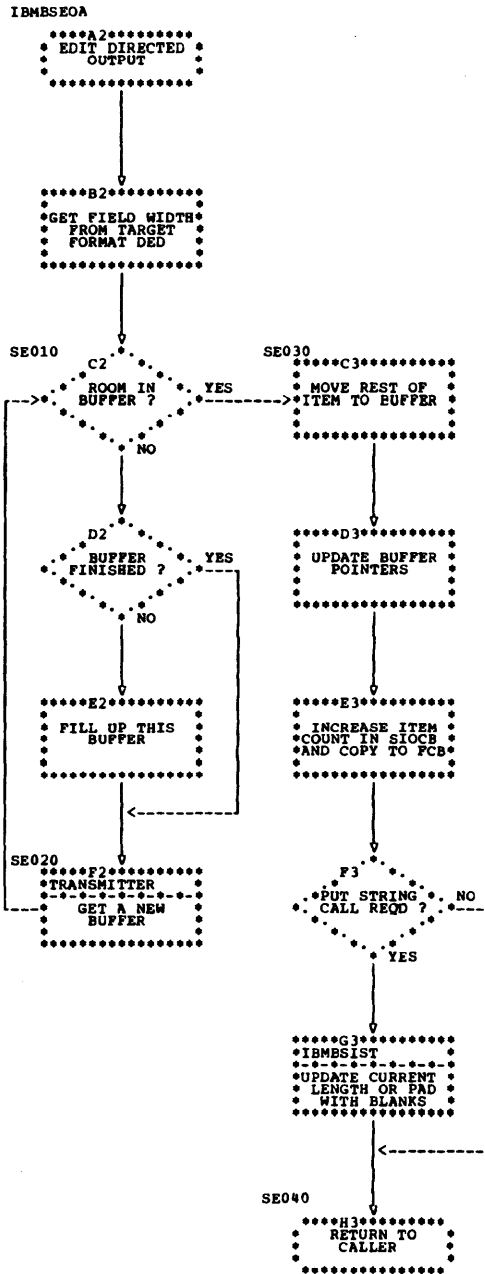 IBMBSEOA
A2
EDIT DIRECTED
OUTPUT
B2
GET FIELD WIDTH
FROM TARGET
FORMAT DED
SE010
C2
ROOM IN
BUFFER ?
YES
NO
SE030
C3
MOVE REST OF
ITEM TO BUFFER
D2
BUFFER
FINISHED ?
YES
NO
D3
UPDATE BUFFER
POINTERS
E2
FILL UP THIS
BUFFER
E3
INCREASE ITEM
COUNT IN SIOCB
AND COPY TO FCB
SE020
F2
TRANSMITTER
GET A NEW
BUFFER
F3
PUT STRING
CALL REQD ?
NO
YES
G3
IBMBSIST
UPDATE CURRENT
LENGTH OR PAD
WITH BLANKS
SE040
H3
RETURN TO
CALLER